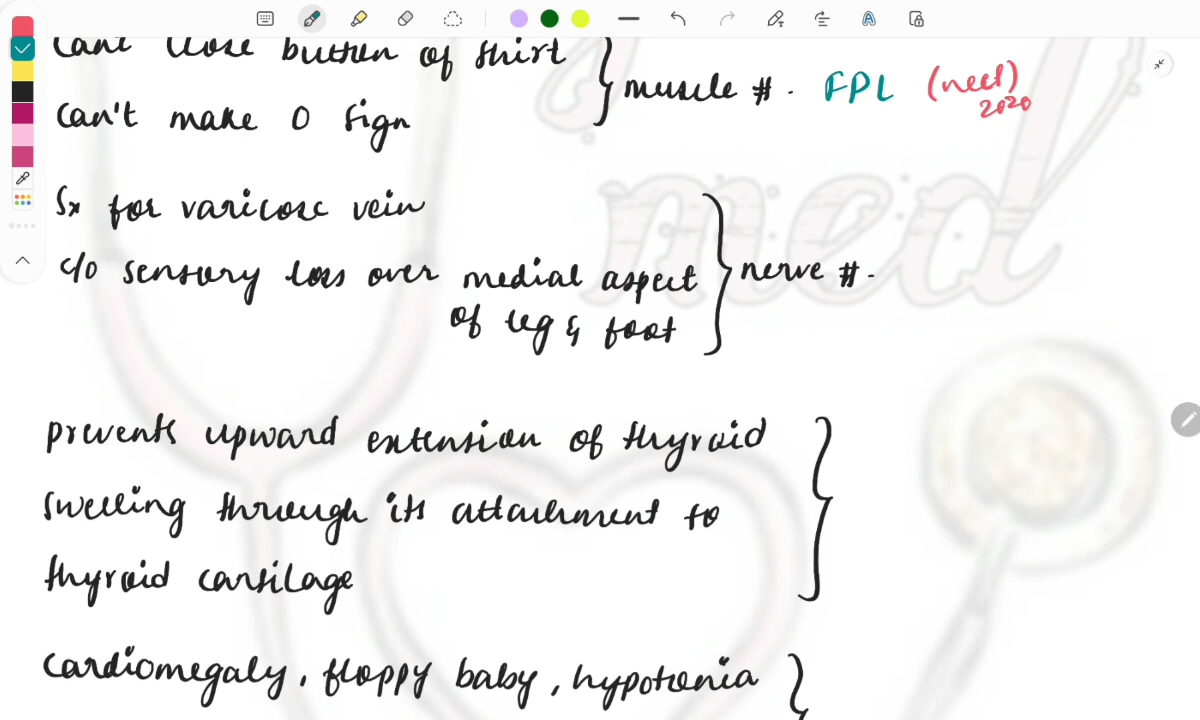 Can't close button of shirt
Can't make O sign
muscle # . FPL (neet) 2020
Sx for varicose vein
c/o sensory loss over medial aspect
of leg & foot
nerve # .
prevents upward extension of thyroid
swelling through its attachment to
thyroid cartilage
cardiomegaly, floppy baby, hypotonia
med